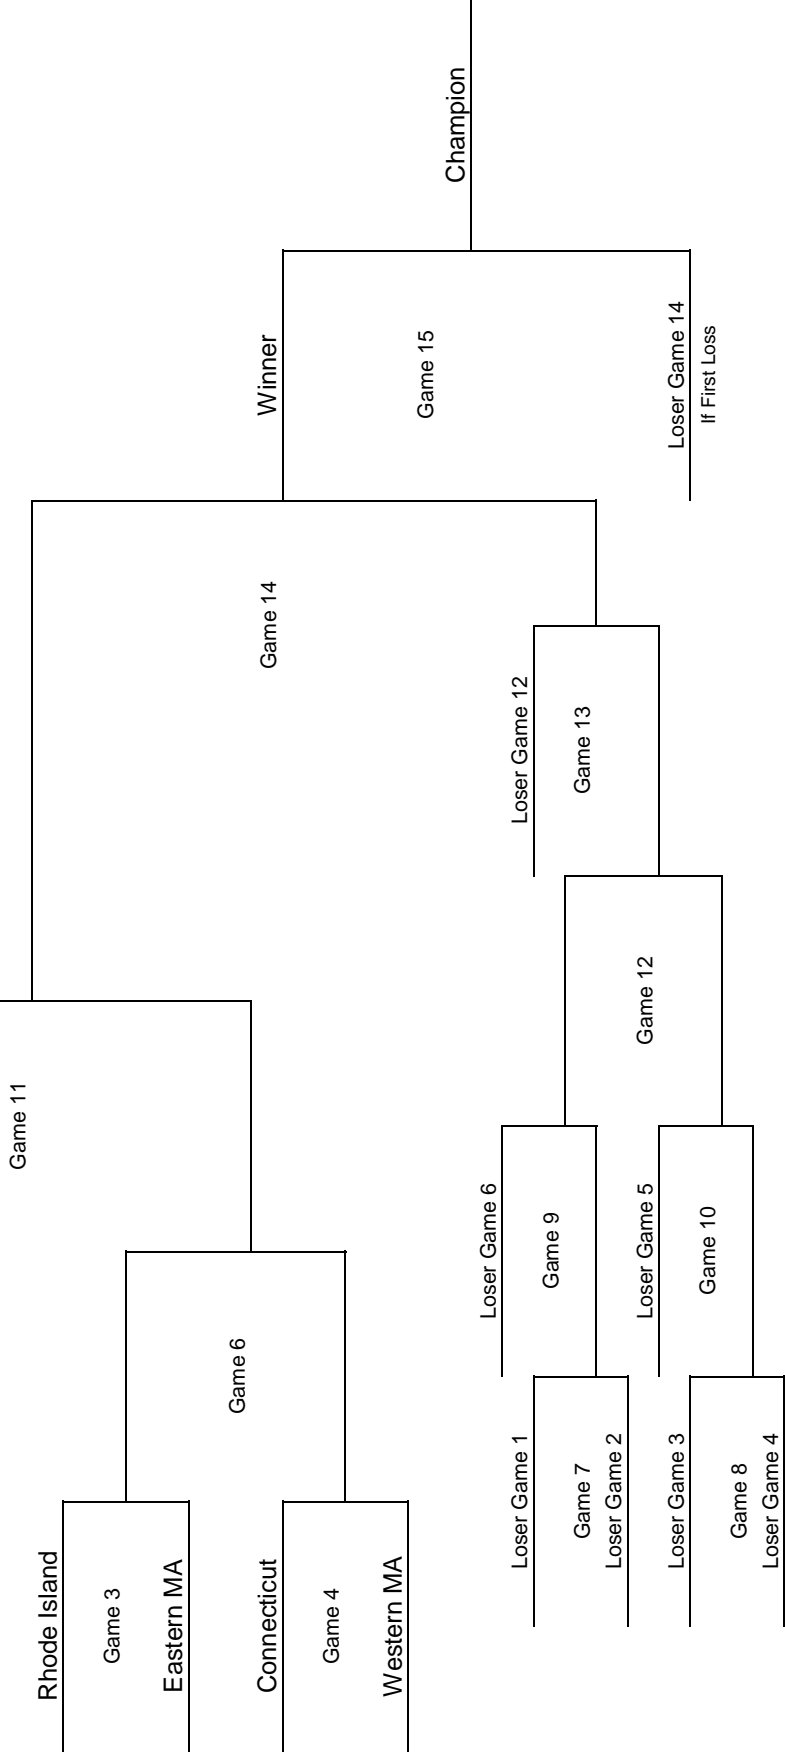 Champion
Winner
Game 15
Loser Game 14
If First Loss
Game 14
Loser Game 12
Game 13
Game 12
Game 11
Loser Game 6
Game 9
Loser Game 5
Game 10
Game 6
Loser Game 1
Game 7
Loser Game 2
Loser Game 3
Game 8
Loser Game 4
Rhode Island
Game 3
Eastern MA
Connecticut
Game 4
Western MA